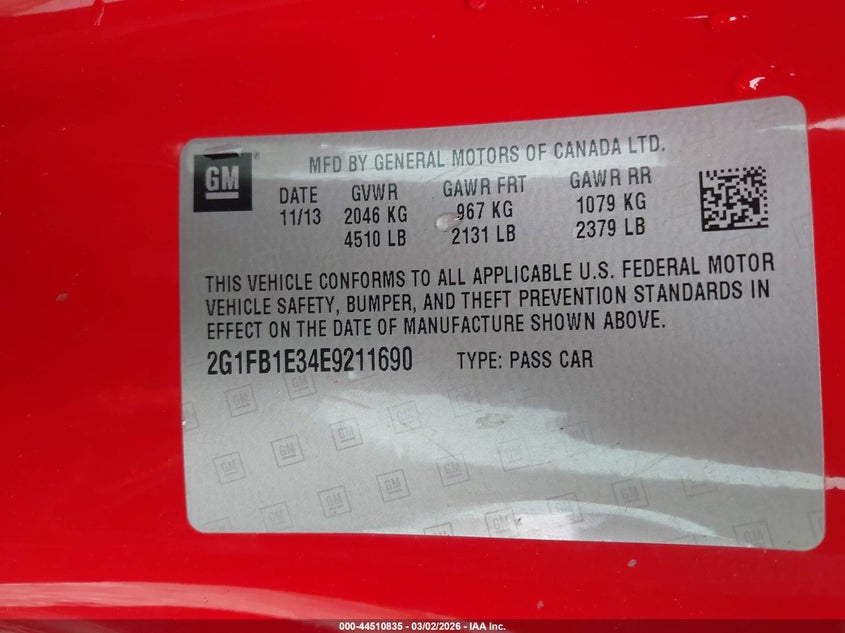 GM®
MFD BY GENERAL MOTORS OF CANADA LTD.
DATE GVWR GAWR FRT GAWR RR
11/13 2046 KG 967 KG 1079 KG
4510 LB 2131 LB 2379 LB
THIS VEHICLE CONFORMS TO ALL APPLICABLE U.S. FEDERAL MOTOR
VEHICLE SAFETY, BUMPER, AND THEFT PREVENTION STANDARDS IN
EFFECT ON THE DATE OF MANUFACTURE SHOWN ABOVE.
2G1FB1E34E9211690 TYPE: PASS CAR
000-44510835 - 03/02/2026 - IAA Inc.